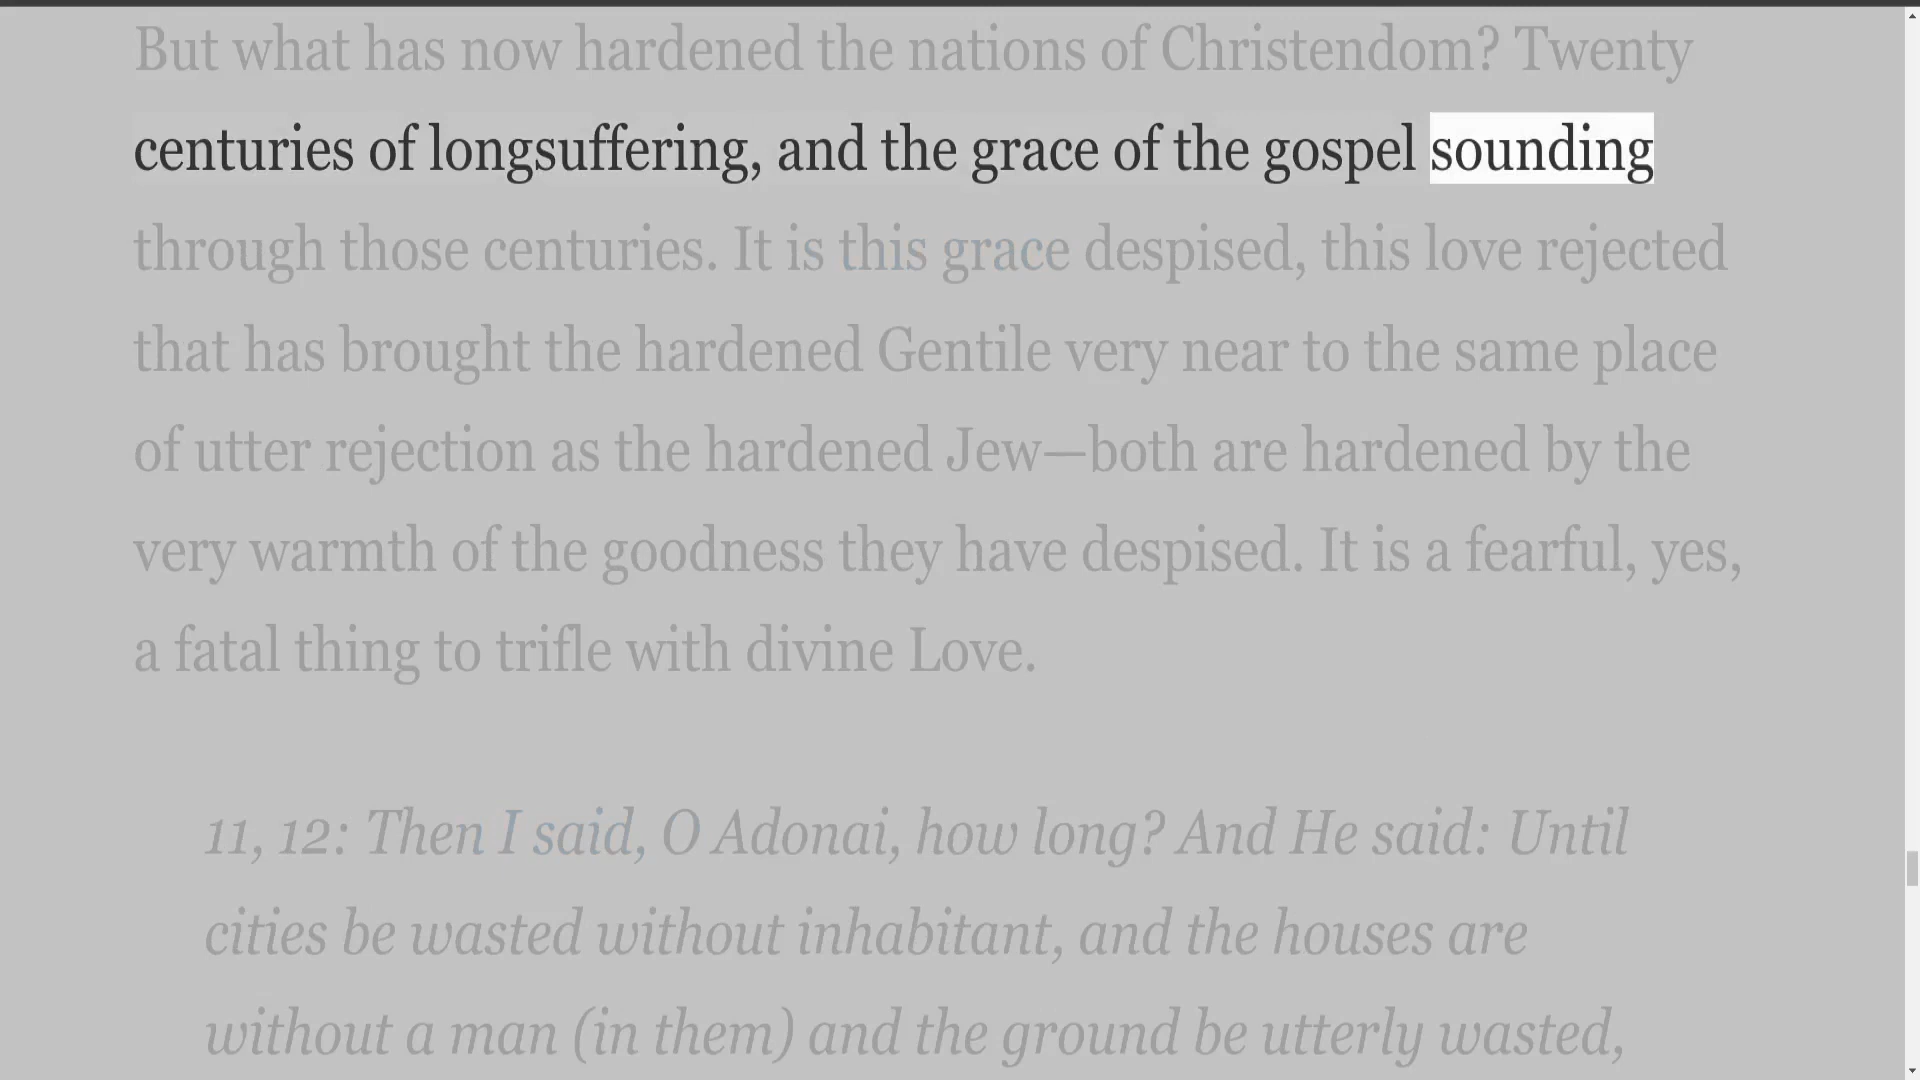 But what has now hardened the nations of Christendom? Twenty
centuries of longsuffering, and the grace of the gospel sounding
through those centuries. It is this grace despised, this love rejected
that has brought the hardened Gentile very near to the same place
of utter rejection as the hardened Jew—both are hardened by the
very warmth of the goodness they have despised. It is a fearful, yes,
a fatal thing to trifle with divine Love.
11, 12: Then I said, O Adonai, how long? And He said: Until
cities be wasted without inhabitant, and the houses are
without a man (in them) and the ground be utterly wasted,